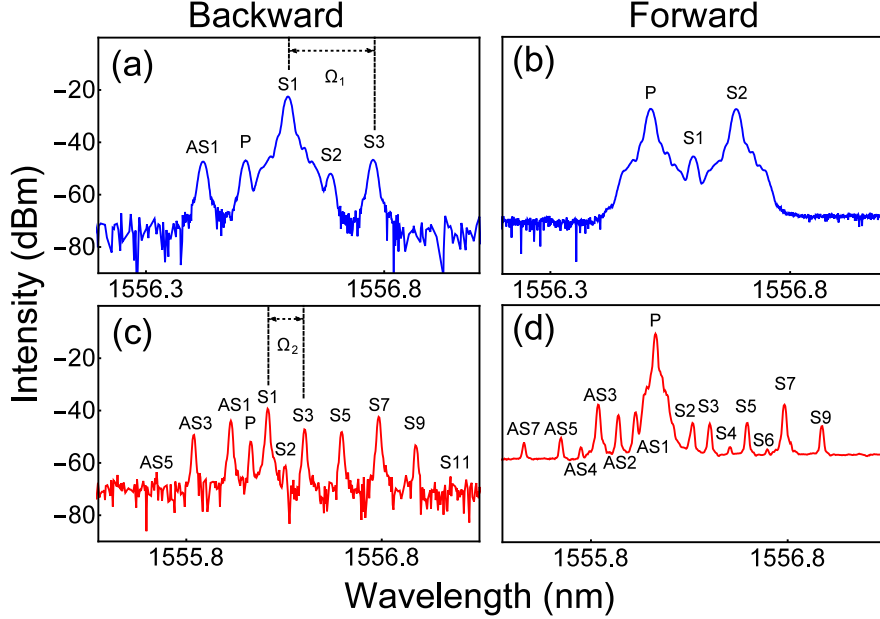 Backward
Forward
(a)
Ω1
S1
AS1
P
S2
S3
(b)
P
S1
S2
−20
−40
−60
−80
1556.3
1556.8
1556.3
1556.8
(c)
Ω2
AS5
AS3
AS1
P
S1
S2
S3
S5
S7
S9
S11
(d)
P
AS7
AS5
AS4
AS3
AS2
AS1
S2
S3
S4
S5
S6
S7
S9
−20
−40
−60
−80
1555.8
1556.8
1555.8
1556.8
Intensity (dBm)
Wavelength (nm)